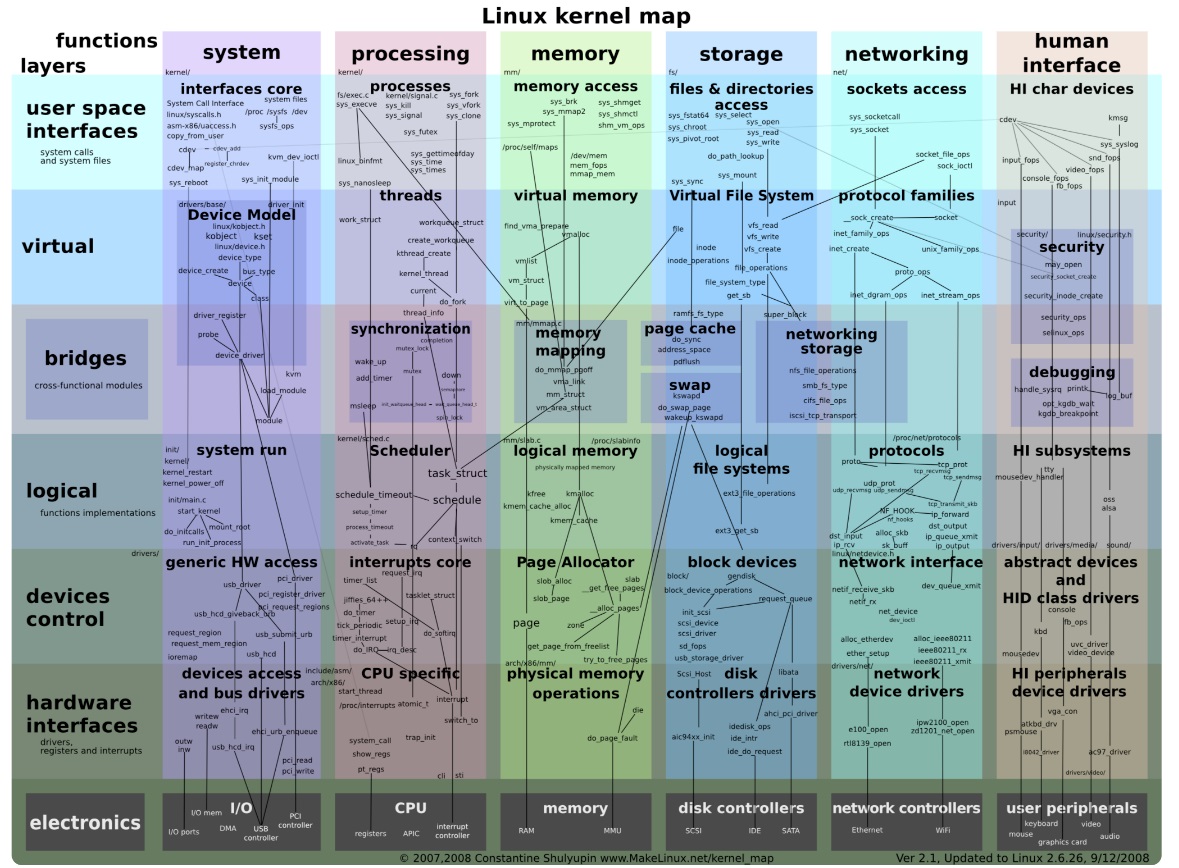 Linux kernel map
functions
layers
system
processing
memory
storage
networking
human
interface
kernel/
kernel/
mm/
fs/
net/
user space
interfaces
system calls
and system files
interfaces core
System Call Interface
system files
linux/syscalls.h
/proc /sysfs /dev
asm-x86/uaccess.h
sysfs_ops
copy_from_user
cdev
cdev_add
register_chrdev
cdev_map
kvm_dev_ioctl
sys_reboot
sys_init_module
processes
fs/exec.c
kernel/signal.c
sys_fork
sys_execve
sys_kill
sys_vfork
sys_signal
sys_clone
sys_futex
sys_gettimeofday
sys_time
sys_times
linux_binfmt
sys_nanosleep
memory access
sys_brk
sys_mmap2
sys_shmget
sys_shmctl
shm_vm_ops
sys_mprotect
/proc/self/maps
/dev/mem
mem_fops
mmap_mem
files & directories
access
sys_fstat64
sys_select
sys_chroot
sys_open
sys_pivot_root
sys_read
sys_write
do_path_lookup
sys_mount
sys_sync
sockets access
sys_socketcall
sys_socket
socket_file_ops
sock_ioctl
HI char devices
cdev
kmsg
sys_syslog
input_fops
snd_fops
video_fops
console_fops
fb_fops
input
virtual
drivers/base/
driver_init
Device Model
linux/kobject.h
kobject
kset
linux/device.h
device_type
device_create
bus_type
device
class
driver_register
probe
device_driver
kvm
load_module
module
threads
work_struct
workqueue_struct
create_workqueue
kthread_create
kernel_thread
current
do_fork
thread_info
virtual memory
find_vma_prepare
vmalloc
vmlist
vm_struct
virt_to_page
Virtual File System
file
vfs_read
vfs_write
vfs_create
inode
inode_operations
file_operations
file_system_type
get_sb
ramfs_fs_type
super_block
protocol families
__sock_create
socket
inet_family_ops
inet_create
unix_family_ops
proto_ops
inet_dgram_ops
inet_stream_ops
security/
linux/security.h
security
may_open
security_socket_create
security_inode_create
security_ops
selinux_ops
bridges
cross-functional modules
synchronization
completion
mutex_lock
wake_up
mutex
add_timer
down
semaphore
msleep
init_waitqueue_head
wait_queue_head_t
spin_lock
mm/mmap.c
memory
mapping
do_mmap_pgoff
vma_link
mm_struct
vm_area_struct
page cache
do_sync
address_space
pdflush
swap
kswapd
do_swap_page
wakeup_kswapd
networking
storage
nfs_file_operations
smb_fs_type
cifs_file_ops
iscsi_tcp_transport
debugging
handle_sysrq
printk
log_buf
opt_kgdb_wait
kgdb_breakpoint
logical
functions implementations
system run
init/
kernel/
kernel_restart
kernel_power_off
init/main.c
start_kernel
mount_root
do_initcalls
run_init_process
kernel/sched.c
Scheduler
task_struct
schedule_timeout
schedule
setup_timer
process_timeout
activate_task
context_switch
rq
mm/slab.c
/proc/slabinfo
logical memory
physically mapped memory
kfree
kmalloc
kmem_cache_alloc
kmem_cache
logical
file systems
ext3_file_operations
ext3_get_sb
/proc/net/protocols
protocols
proto
tcp_prot
tcp_recvmsg
tcp_sendmsg
udp_prot
udp_recvmsg
udp_sendmsg
tcp_transmit_skb
NF_HOOK
nf_hooks
ip_forward
dst_output
dst_input
alloc_skb
ip_queue_xmit
ip_rcv
sk_buff
ip_output
HI subsystems
tty
mousedev_handler
oss
alsa
drivers/
devices
control
generic HW access
pci_driver
usb_driver
pci_register_driver
pci_request_regions
usb_hcd_giveback_urb
request_region
request_mem_region
usb_submit_urb
ioremap
usb_hcd
interrupts core
request_irq
timer_list
tasklet_struct
jiffies_64++
do_timer
setup_irq
tick_periodic
timer_interrupt
do_softirq
do_IRQ
irq_desc
Page Allocator
slab_alloc
slab
__get_free_pages
slob_page
__alloc_pages
page
zone
get_page_from_freelist
try_to_free_pages
block devices
block/
gendisk
block_device_operations
request_queue
init_scsi
scsi_device
scsi_driver
sd_fops
usb_storage_driver
linux/netdevice.h
network interface
netif_receive_skb
dev_queue_xmit
netif_rx
net_device
dev_ioctl
alloc_etherdev
alloc_ieee80211
ether_setup
ieee80211_rx
ieee80211_xmit
drivers/input/
drivers/media/
sound/
abstract devices
and
HID class drivers
console
fb_ops
kbd
uvc_driver
mousedev
video_device
hardware
interfaces
drivers,
registers and interrupts
devices access
and bus drivers
ehci_irq
writew
readw
ehci_urb_enqueue
outw
inw
usb_hcd_irq
pci_read
pci_write
include/asm/
arch/x86/
CPU specific
start_thread
/proc/interrupts
atomic_t
interrupt
switch_to
system_call
trap_init
show_regs
pt_regs
cli
sti
arch/x86/mm/
physical memory
operations
die
do_page_fault
Scsi_Host
libata
disk
controllers drivers
ahci_pci_driver
idedisk_ops
aic94xx_init
ide_intr
ide_do_request
drivers/net/
network
device drivers
e100_open
ipw2100_open
zd1201_net_open
rtl8139_open
HI peripherals
device drivers
vga_con
atkbd_drv
psmouse
i8042_driver
ac97_driver
drivers/video/
electronics
I/O
I/O mem
I/O ports
DMA
USB
controller
PCI
controller
CPU
registers
APIC
interrupt
controller
memory
RAM
MMU
disk controllers
SCSI
IDE
SATA
network controllers
Ethernet
WiFi
user peripherals
keyboard
video
mouse
audio
graphics card
© 2007,2008 Constantine Shulyupin www.MakeLinux.net/kernel_map
Ver 2.1, Updated to Linux 2.6.26, 9/12/2008